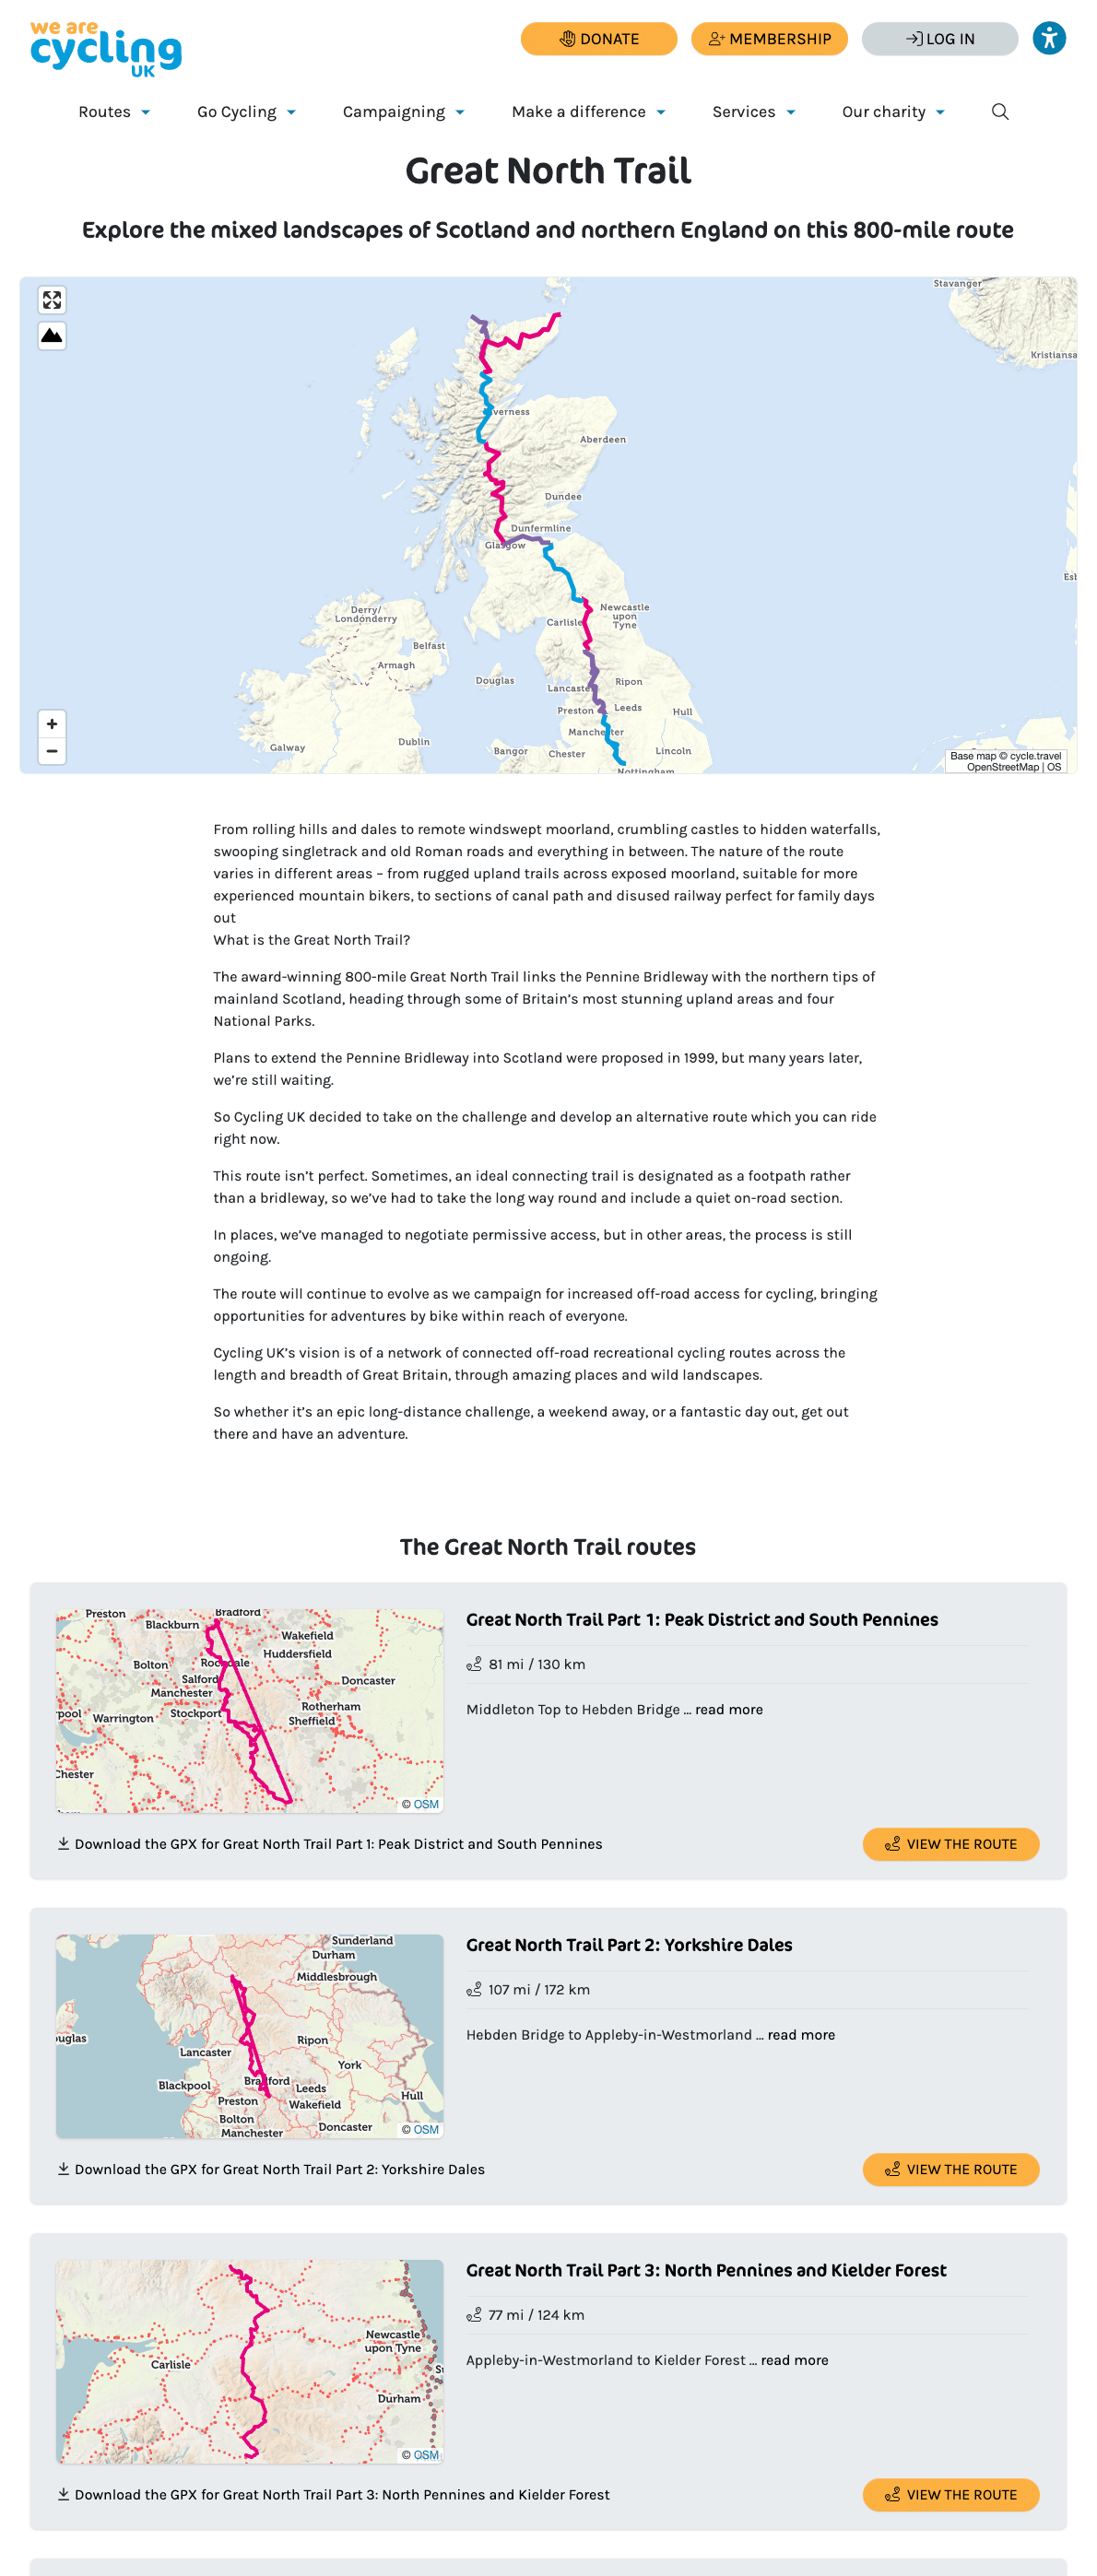 we are
cycling
UK
DONATE
MEMBERSHIP
LOG IN
Routes
Go Cycling
Campaigning
Make a difference
Services
Our charity
Great North Trail
Explore the mixed landscapes of Scotland and northern England on this 800-mile route
Stavanger
Aberdeen
Dundee
Dunfermline
Glasgow
Newcastle
upon
Tyne
Carlisle
Derry/
Londonderry
Belfast
Armagh
Douglas
Ripon
Preston
Leeds
Hull
Galway
Dublin
Bangor
Chester
Lincoln
Nottingham
+
−
Base map © cycle.travel
OpenStreetMap | OS
From rolling hills and dales to remote windswept moorland, crumbling castles to hidden waterfalls,
swooping singletrack and old Roman roads and everything in between. The nature of the route
varies in different areas – from rugged upland trails across exposed moorland, suitable for more
experienced mountain bikers, to sections of canal path and disused railway perfect for family days
out
What is the Great North Trail?
The award-winning 800-mile Great North Trail links the Pennine Bridleway with the northern tips of
mainland Scotland, heading through some of Britain’s most stunning upland areas and four
National Parks.
Plans to extend the Pennine Bridleway into Scotland were proposed in 1999, but many years later,
we’re still waiting.
So Cycling UK decided to take on the challenge and develop an alternative route which you can ride
right now.
This route isn’t perfect. Sometimes, an ideal connecting trail is designated as a footpath rather
than a bridleway, so we’ve had to take the long way round and include a quiet on-road section.
In places, we’ve managed to negotiate permissive access, but in other areas, the process is still
ongoing.
The route will continue to evolve as we campaign for increased off-road access for cycling, bringing
opportunities for adventures by bike within reach of everyone.
Cycling UK’s vision is of a network of connected off-road recreational cycling routes across the
length and breadth of Great Britain, through amazing places and wild landscapes.
So whether it’s an epic long-distance challenge, a weekend away, or a fantastic day out, get out
there and have an adventure.
The Great North Trail routes
Preston
Bradford
Blackburn
Wakefield
Huddersfield
Bolton
Salford
Doncaster
Manchester
Rotherham
Stockport
Warrington
Sheffield
Chester
© OSM
Great North Trail Part 1: Peak District and South Pennines
81 mi / 130 km
Middleton Top to Hebden Bridge ... read more
Download the GPX for Great North Trail Part 1: Peak District and South Pennines
VIEW THE ROUTE
Sunderland
Durham
Middlesbrough
Ripon
Lancaster
York
Blackpool
Bradford
Leeds
Hull
Preston
Wakefield
Bolton
Doncaster
Manchester
© OSM
Great North Trail Part 2: Yorkshire Dales
107 mi / 172 km
Hebden Bridge to Appleby-in-Westmorland ... read more
Download the GPX for Great North Trail Part 2: Yorkshire Dales
VIEW THE ROUTE
Newcastle
upon Tyne
Carlisle
Durham
© OSM
Great North Trail Part 3: North Pennines and Kielder Forest
77 mi / 124 km
Appleby-in-Westmorland to Kielder Forest ... read more
Download the GPX for Great North Trail Part 3: North Pennines and Kielder Forest
VIEW THE ROUTE